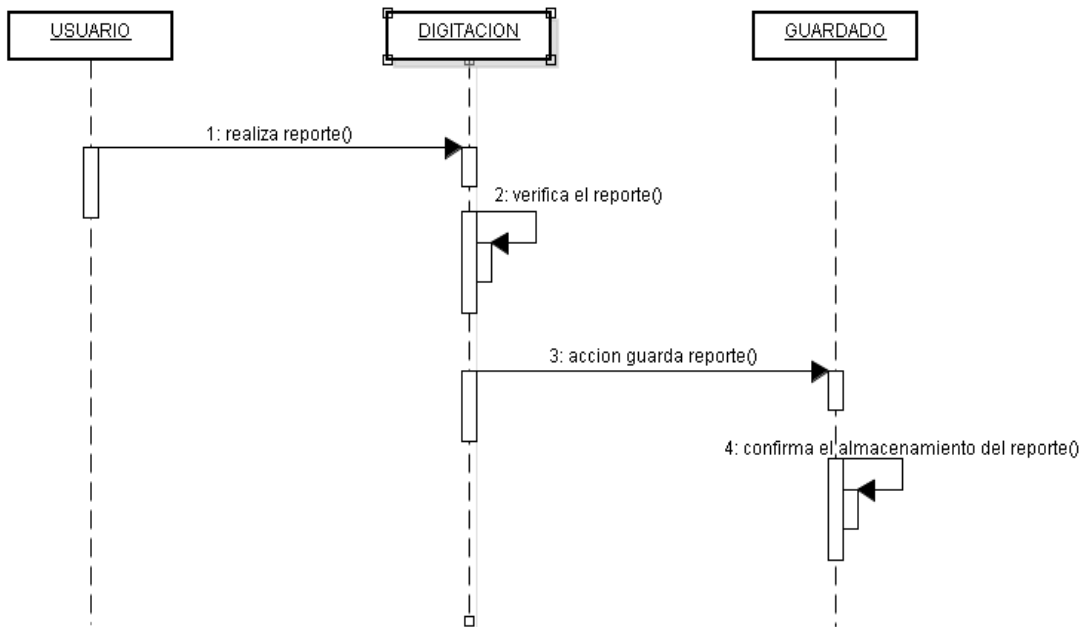 USUARIO
DIGITACION
GUARDADO
1: realiza reporte()
2: verifica el reporte()
3: accion guarda reporte()
4: confirma el almacenamiento del reporte()